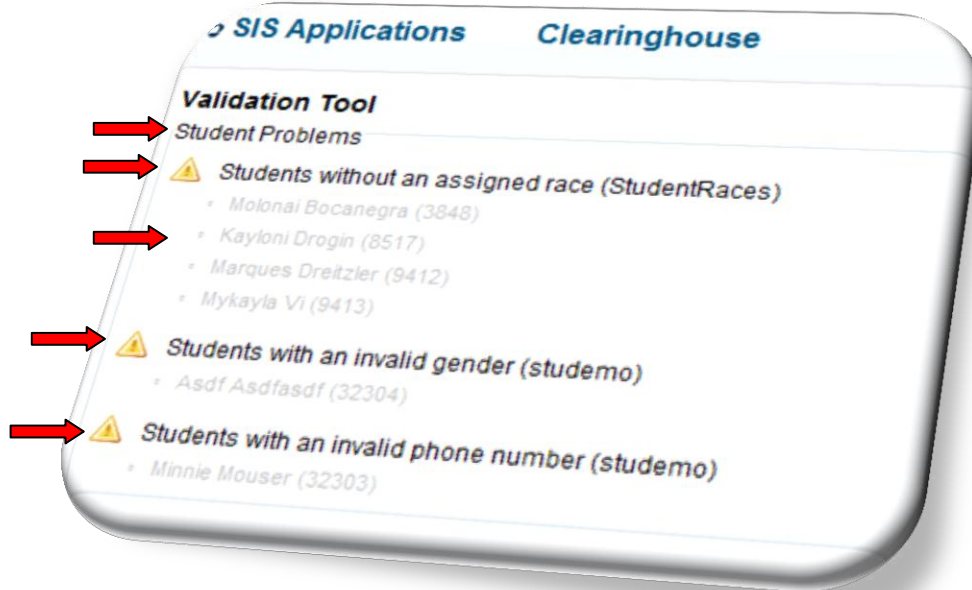 SIS Applications Clearinghouse
Validation Tool
Student Problems
Students without an assigned race (StudentRaces)
Molonai Bocanegra (3848)
Kayloni Drogin (8517)
Marques Dreitzler (9412)
Mykayla Vi (9413)
Students with an invalid gender (studemo)
Asdf Asdfasdf (32304)
Students with an invalid phone number (studemo)
Minnie Mouser (32303)